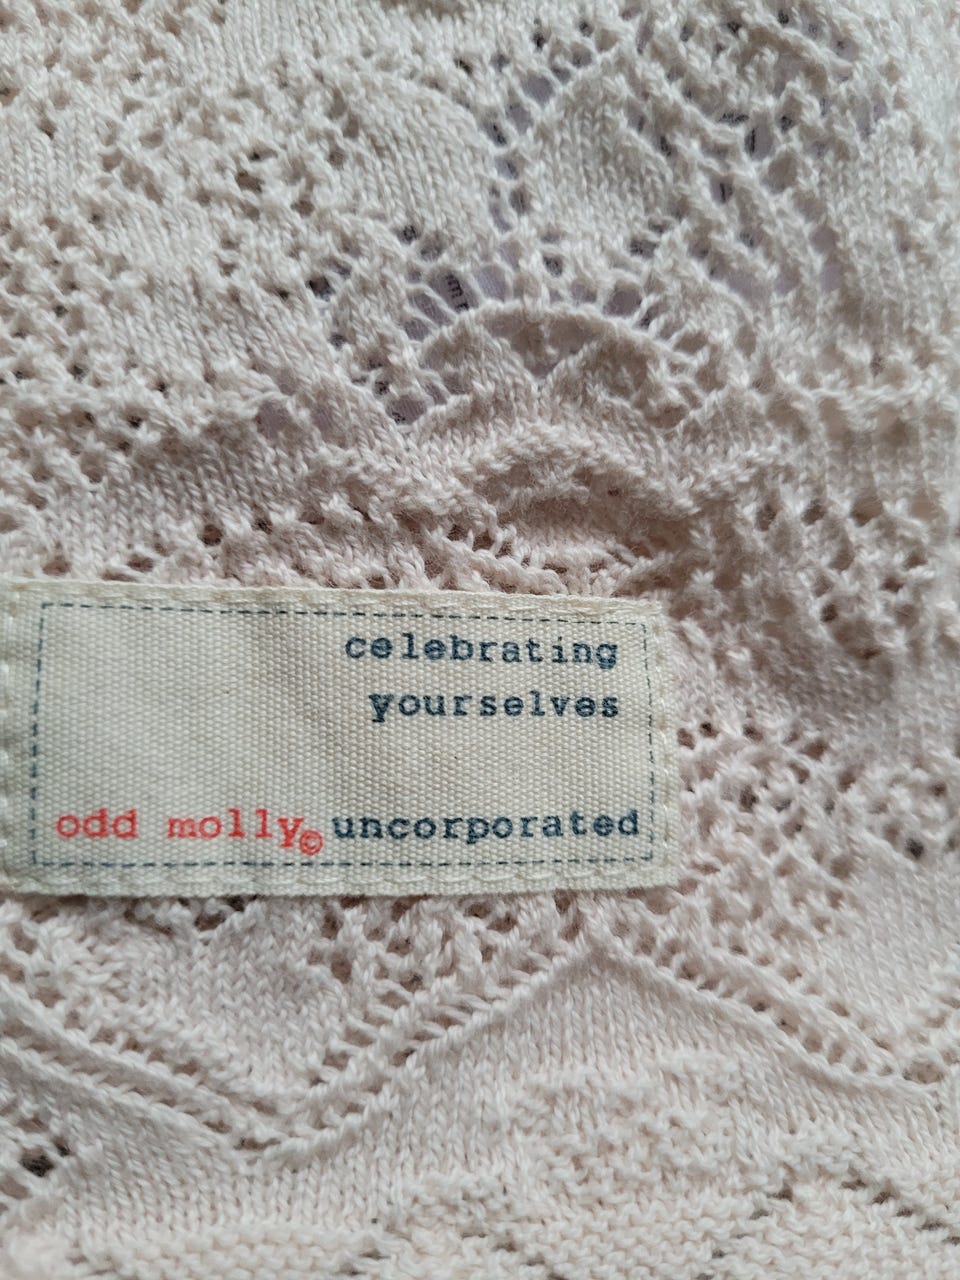 celebrating
yourselves
odd molly© uncorporated